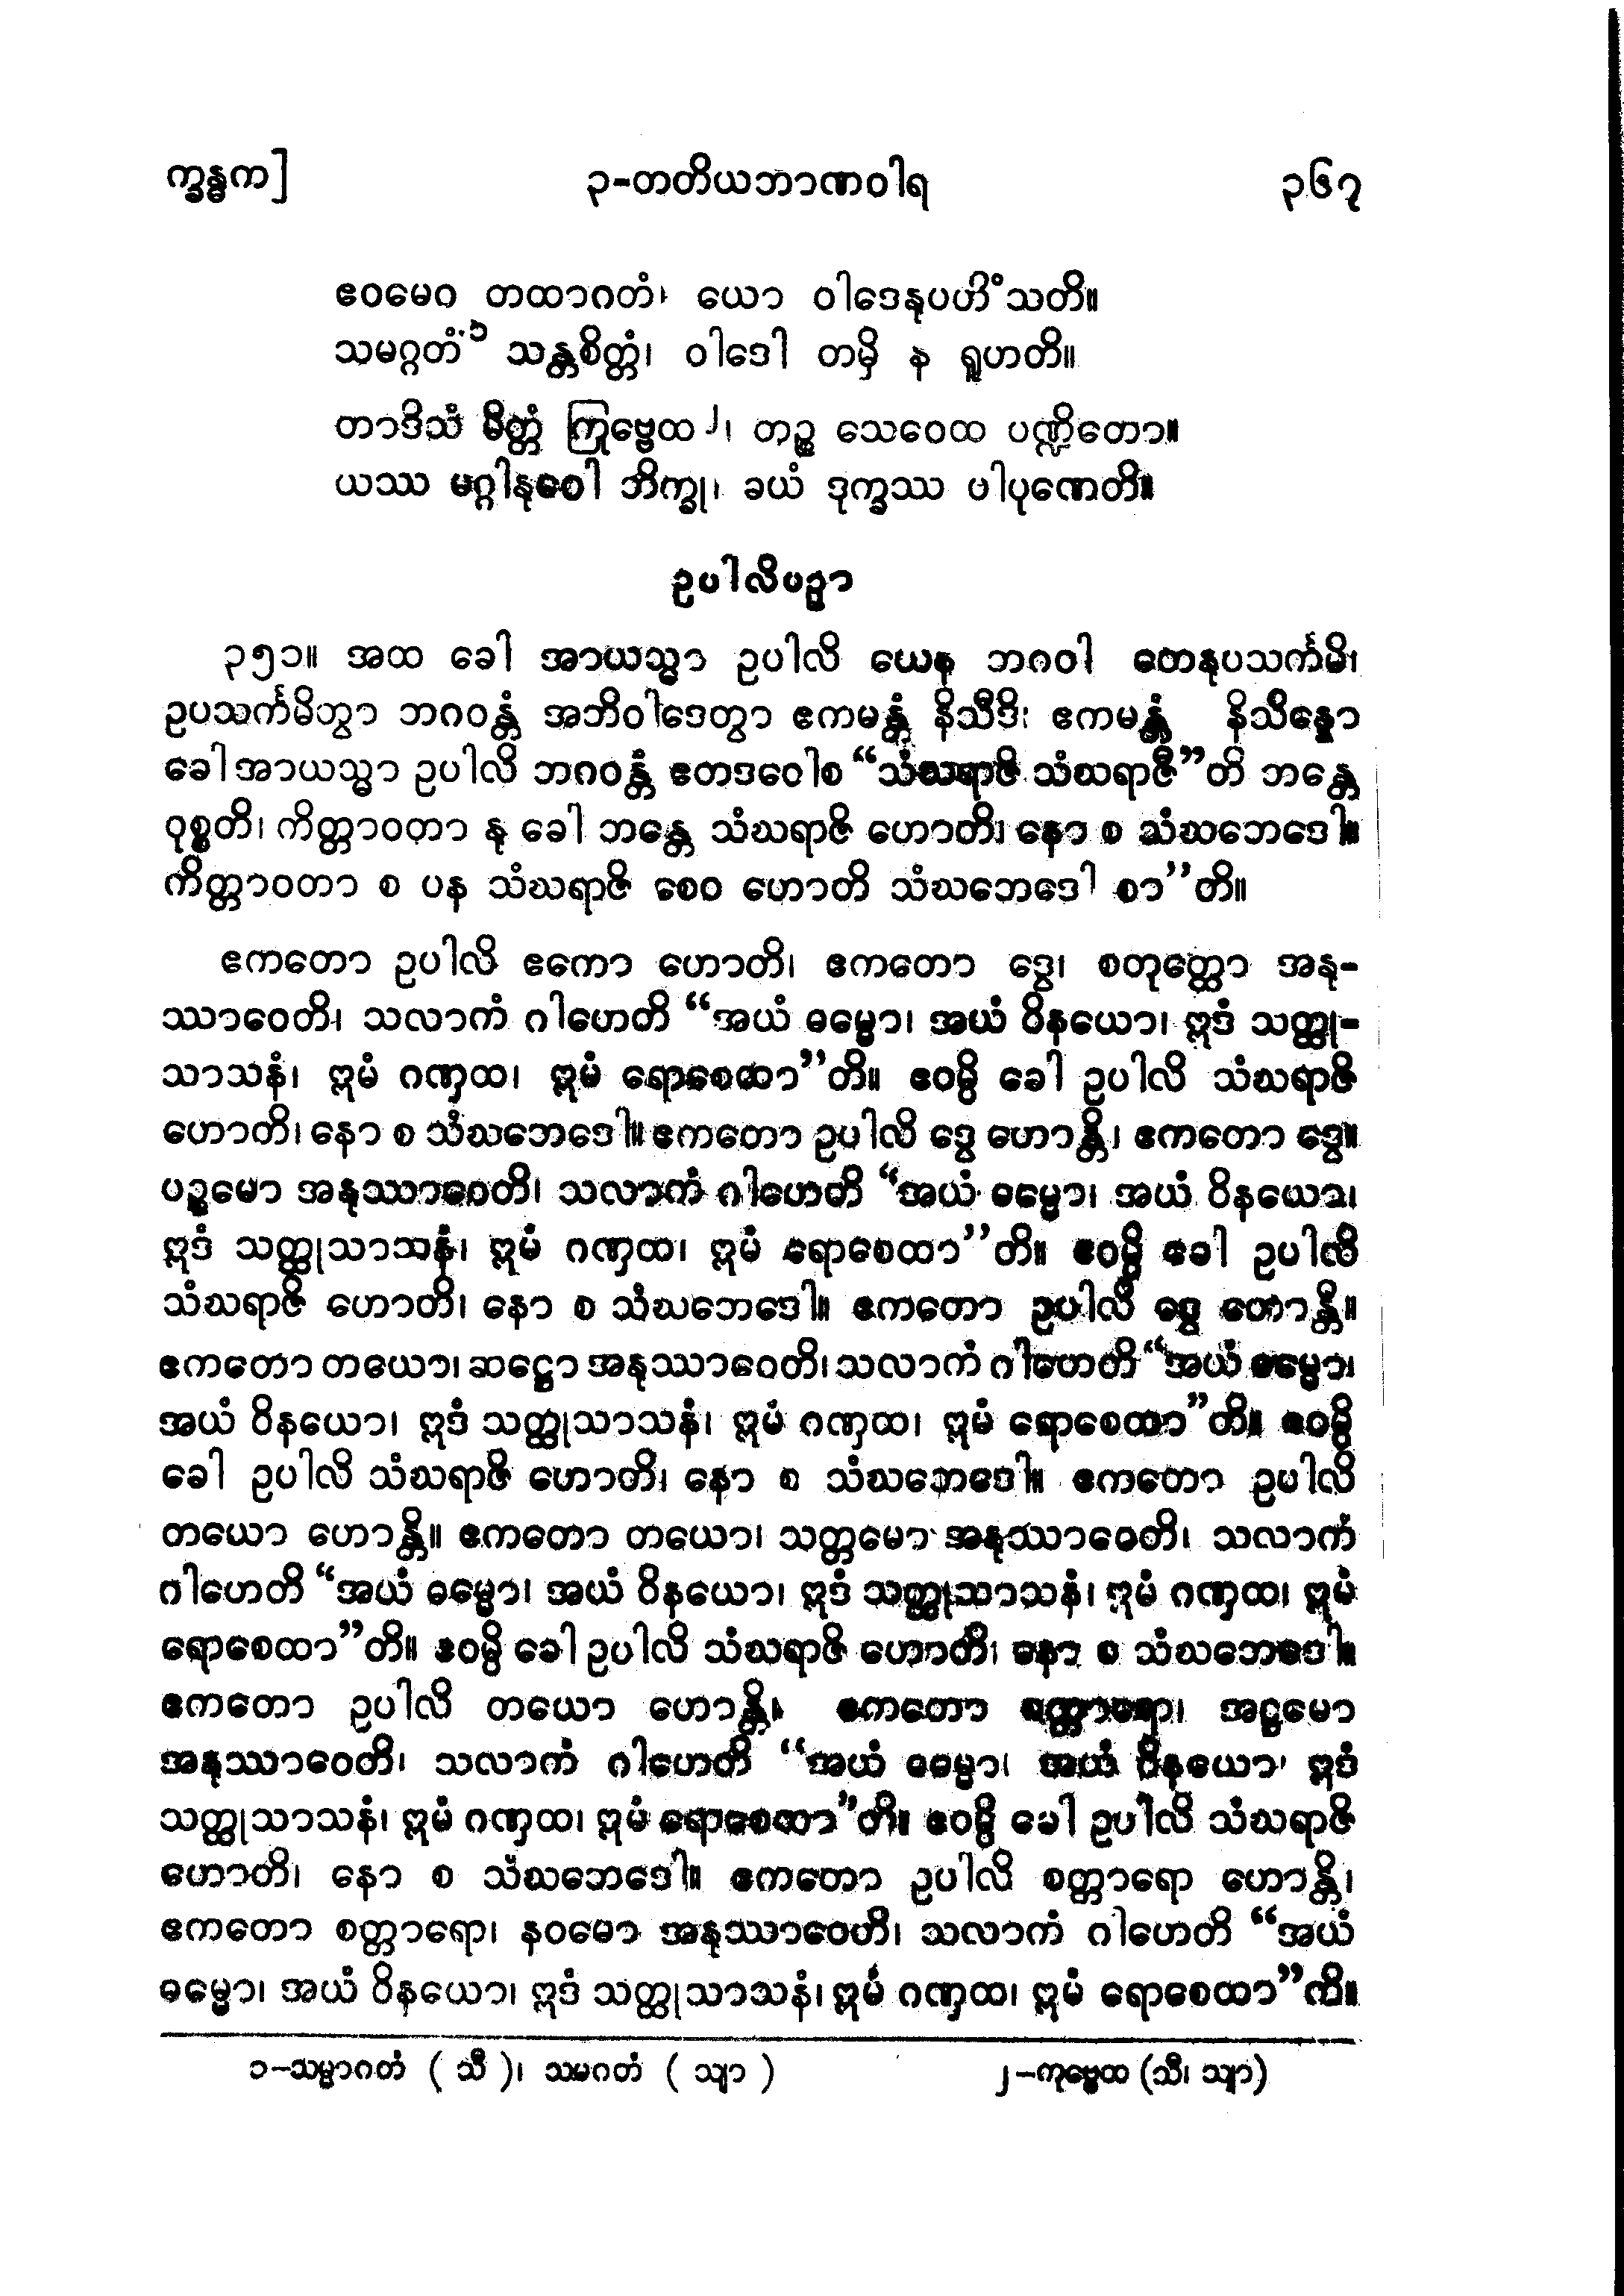 က္ခန္ဓက]
၃-တတိယဘာဏဝါရ
၃၆၇
ဧဝမေဝ တထာဂတံ၊ ယော ဝါဒေနုပဟိံသတိ။
သမဂ္ဂတံ ၁ သန္တစိတ္တံ၊ ဝါဒေါ တမှိ န ရူဟတိ။
တာဒိသံ မိတ္တံ ကြုဗ္ဗေထ ၂၊ တဉ္စ သေဝေထ ပဏ္ဍိတော။
ယဿ မဂ္ဂါနုဂေါ ဘိက္ခု၊ ခယံ ဒုက္ခဿ ပါပုဏေတိ။
ဥပါလိပဉှာ
၃၅၁။ အထ ခေါ အာယသ္မာ ဥပါလိ ယေန ဘဂဝါ တေနုပသင်္ကမိ၊
ဥပသင်္ကမိတွာ ဘဂဝန္တံ အဘိဝါဒေတွာ ဧကမန္တံ နိသီဒိ၊ ဧကမန္တံ နိသိန္နော
ခေါ အာယသ္မာ ဥပါလိ ဘဂဝန္တံ ဧတဒဝေါစ “သံဃရာဇိ သံဃရာဇီ”တိ ဘန္တေ
ဝုစ္စတိ၊ ကိတ္တာဝတာ နု ခေါ ဘန္တေ သံဃရာဇိ ဟောတိ၊ နော စ သံဃဘေဒေါ။
ကိတ္တာဝတာ စ ပန သံဃရာဇိ စေဝ ဟောတိ သံဃဘေဒေါ စာ”တိ။
ဧကတော ဥပါလိ ဧကော ဟောတိ၊ ဧကတော ဒွေ၊ စတုတ္ထော အနု-
ဿာဝေတိ၊ သလာကံ ဂါဟေတိ “အယံ ဓမ္မော၊ အယံ ဝိနယော၊ ဣဒံ သတ္ထု-
သာသနံ၊ ဣမံ ဂဏှထ၊ ဣမံ ရောစေထာ”တိ။ ဧဝမ္ပိ ခေါ ဥပါလိ သံဃရာဇိ
ဟောတိ၊ နော စ သံဃဘေဒေါ။ ဧကတော ဥပါလိ ဒွေ ဟောန္တိ၊ ဧကတော ဒွေ။
ပဉ္စမော အနုဿာဝေတိ၊ သလာကံ ဂါဟေတိ “အယံ ဓမ္မော၊ အယံ ဝိနယော၊
ဣဒံ သတ္ထုသာသနံ၊ ဣမံ ဂဏှထ၊ ဣမံ ရောစေထာ”တိ။ ဧဝမ္ပိ ခေါ ဥပါလိ
သံဃရာဇိ ဟောတိ၊ နော စ သံဃဘေဒေါ။ ဧကတော ဥပါလိ ဒွေ ဟောန္တိ။
ဧကတော တယော၊ ဆဋ္ဌော အနုဿာဝေတိ၊ သလာကံ ဂါဟေတိ “အယံ ဓမ္မော၊
အယံ ဝိနယော၊ ဣဒံ သတ္ထုသာသနံ၊ ဣမံ ဂဏှထ၊ ဣမံ ရောစေထာ”တိ။ ဧဝမ္ပိ
ခေါ ဥပါလိ သံဃရာဇိ ဟောတိ၊ နော စ သံဃဘေဒေါ။ ဧကတော ဥပါလိ
တယော ဟောန္တိ။ ဧကတော တယော၊ သတ္တမော အနုဿာဝေတိ၊ သလာကံ
ဂါဟေတိ “အယံ ဓမ္မော၊ အယံ ဝိနယော၊ ဣဒံ သတ္ထုသာသနံ၊ ဣမံ ဂဏှထ၊ ဣမံ
ရောစေထာ”တိ။ ဧဝမ္ပိ ခေါ ဥပါလိ သံဃရာဇိ ဟောတိ၊ နော စ သံဃဘေဒေါ။
ဧကတော ဥပါလိ တယော ဟောန္တိ။ ဧကတော စတ္တာရော၊ အဋ္ဌမော
အနုဿာဝေတိ၊ သလာကံ ဂါဟေတိ “အယံ ဓမ္မော၊ အယံ ဝိနယော၊ ဣဒံ
သတ္ထုသာသနံ၊ ဣမံ ဂဏှထ၊ ဣမံ ရောစေထာ”တိ။ ဧဝမ္ပိ ခေါ ဥပါလိ သံဃရာဇိ
ဟောတိ၊ နော စ သံဃဘေဒေါ။ ဧကတော ဥပါလိ စတ္တာရော ဟောန္တိ၊
ဧကတော စတ္တာရော၊ နဝမော အနုဿာဝေတိ၊ သလာကံ ဂါဟေတိ “အယံ
ဓမ္မော၊ အယံ ဝိနယော၊ ဣဒံ သတ္ထုသာသနံ၊ ဣမံ ဂဏှထ၊ ဣမံ ရောစေထာ”တိ။
၁-သမ္မာဂတံ ( သီ )၊ သမဂတံ ( သျာ )
၂-ကုဗ္ဗေထ (သီ၊ သျာ)